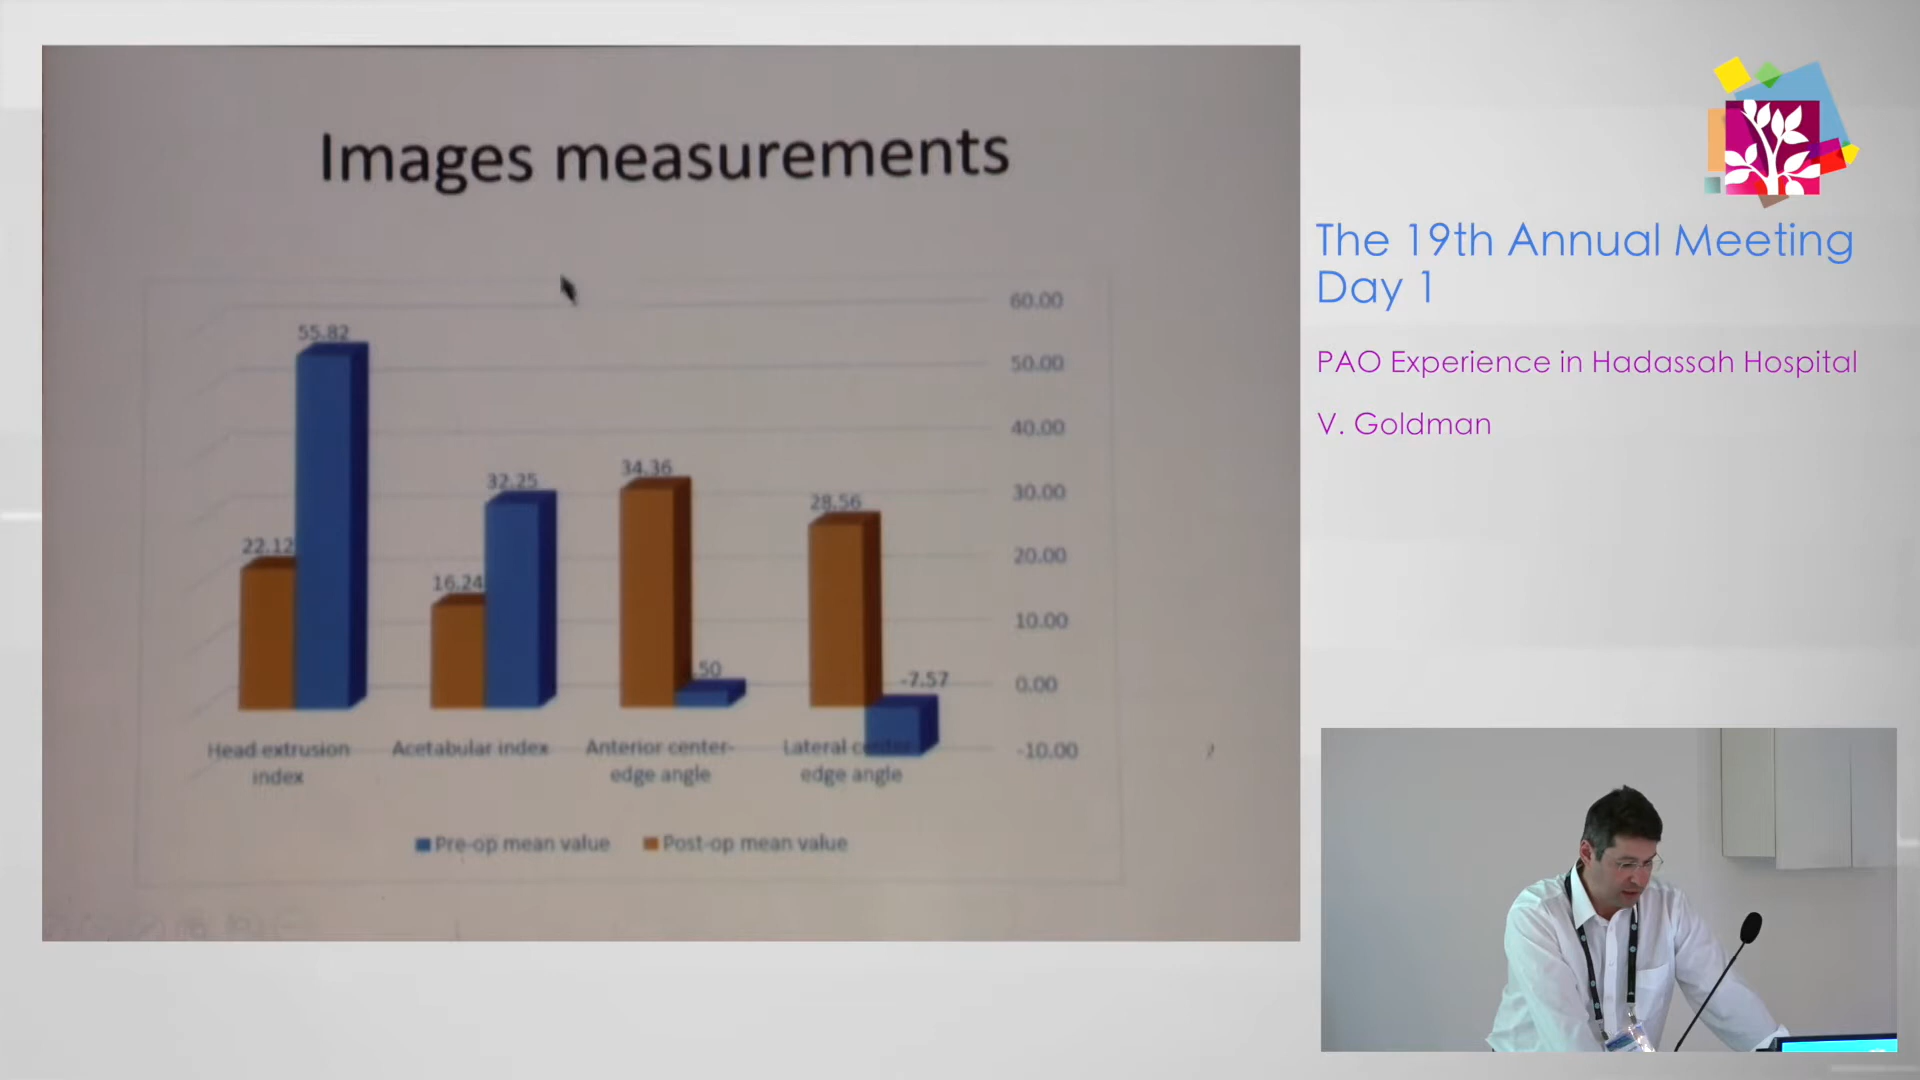 Images measurements
60.00
50.00
40.00
30.00
20.00
10.00
0.00
-10.00
55.82
22.12
32.25
16.24
34.36
.50
28.56
-7.57
Head extrusion
index
Acetabular index
Anterior center-
edge angle
Lateral center
edge angle
Pre-op mean value
Post-op mean value
The 19th Annual Meeting
Day 1
PAO Experience in Hadassah Hospital
V. Goldman